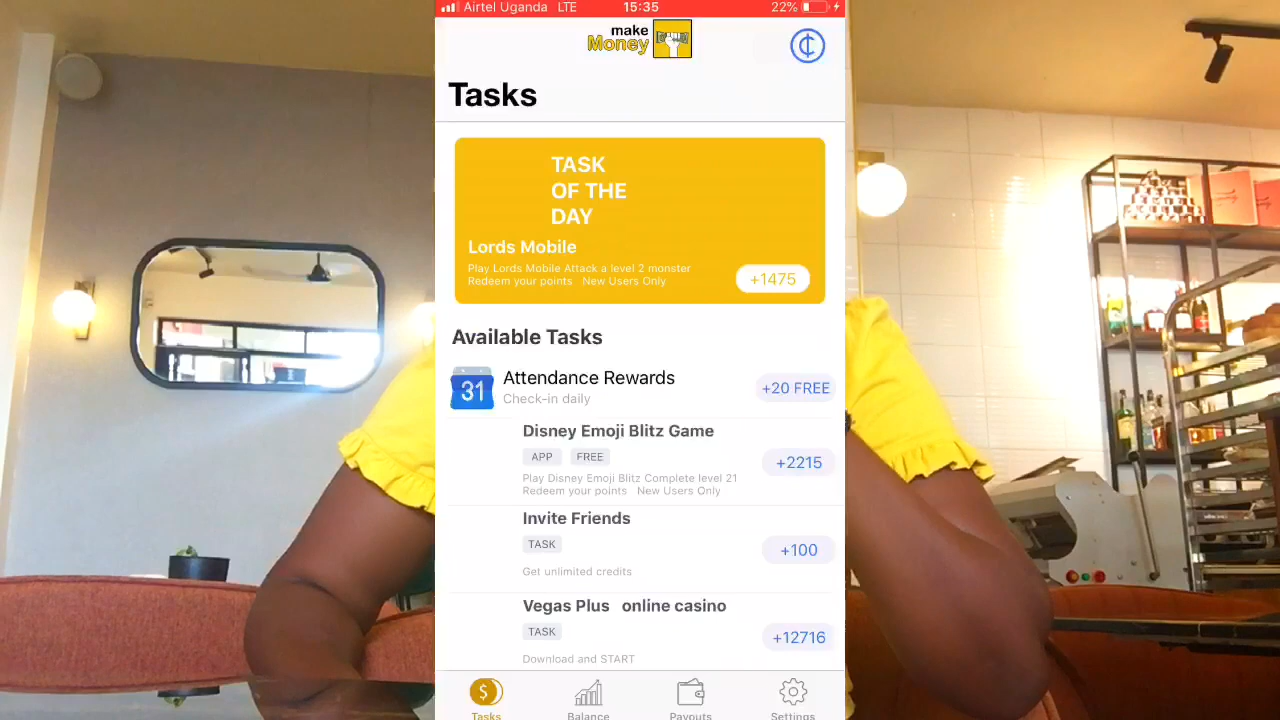 Airtel Uganda LTE 15:35 22%
make
Money
Tasks
TASK
OF THE
DAY
Lords Mobile
Play Lords Mobile Attack a level 2 monster
Redeem your points New Users Only
+1475
Available Tasks
31
Attendance Rewards
Check-in daily
+20 FREE
Disney Emoji Blitz Game
APP FREE
+2215
Play Disney Emoji Blitz Complete level 21
Redeem your points New Users Only
Invite Friends
TASK
+100
Get unlimited credits
Vegas Plus online casino
TASK
+12716
Download and START
Tasks Balance Payouts Settings